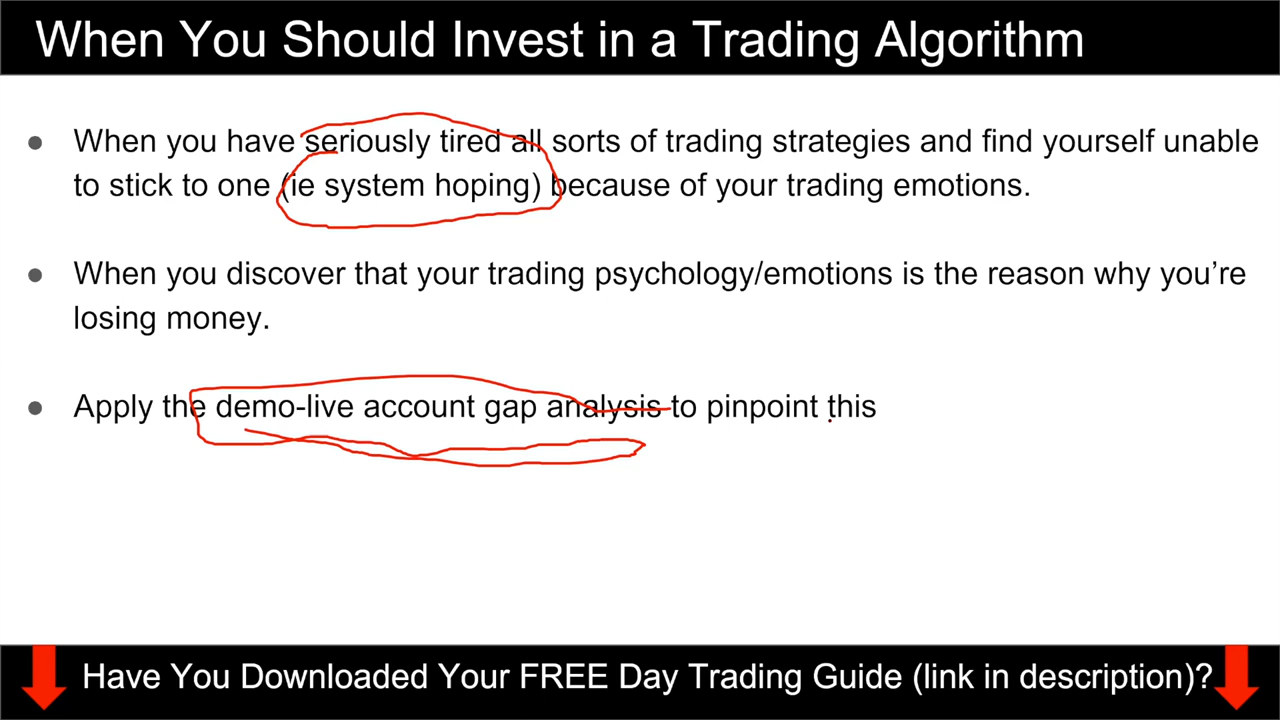 When You Should Invest in a Trading Algorithm
● When you have seriously tired all sorts of trading strategies and find yourself unable
to stick to one (ie system hoping) because of your trading emotions.
● When you discover that your trading psychology/emotions is the reason why you’re
losing money.
● Apply the demo-live account gap analysis to pinpoint this
Have You Downloaded Your FREE Day Trading Guide (link in description)?